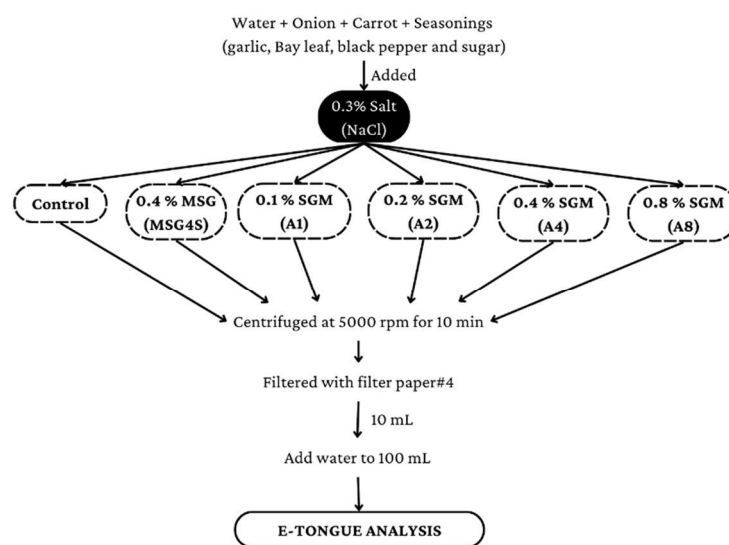 Water + Onion + Carrot + Seasonings
(garlic, Bay leaf, black pepper and sugar)
Added
0.3% Salt
(NaCl)
Control
0.4 % MSG
(MSG4S)
0.1 % SGM
(A1)
0.2 % SGM
(A2)
0.4 % SGM
(A4)
0.8 % SGM
(A8)
Centrifuged at 5000 rpm for 10 min
Filtered with filter paper#4
10 mL
Add water to 100 mL
E-TONGUE ANALYSIS